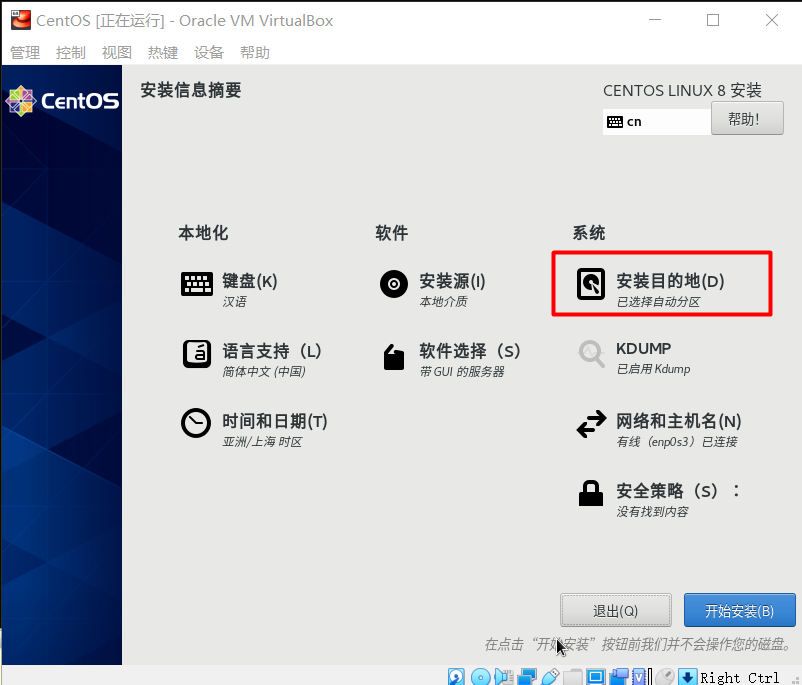 CentOS [正在运行] - Oracle VM VirtualBox
管理 控制 视图 热键 设备 帮助
CentOS
安装信息摘要
CENTOS LINUX 8 安装
cn
帮助！
本地化
键盘(K)
汉语
语言支持（L）
简体中文 (中国)
时间和日期(T)
亚洲/上海 时区
软件
安装源(I)
本地介质
软件选择（S）
带 GUI 的服务器
系统
安装目的地(D)
已选择自动分区
KDUMP
已启用 Kdump
网络和主机名(N)
有线（enp0s3）已连接
安全策略（S）：
没有找到内容
退出(Q)
开始安装(B)
在点击“开始安装”按钮前我们并不会操作您的磁盘。
Right Ctrl